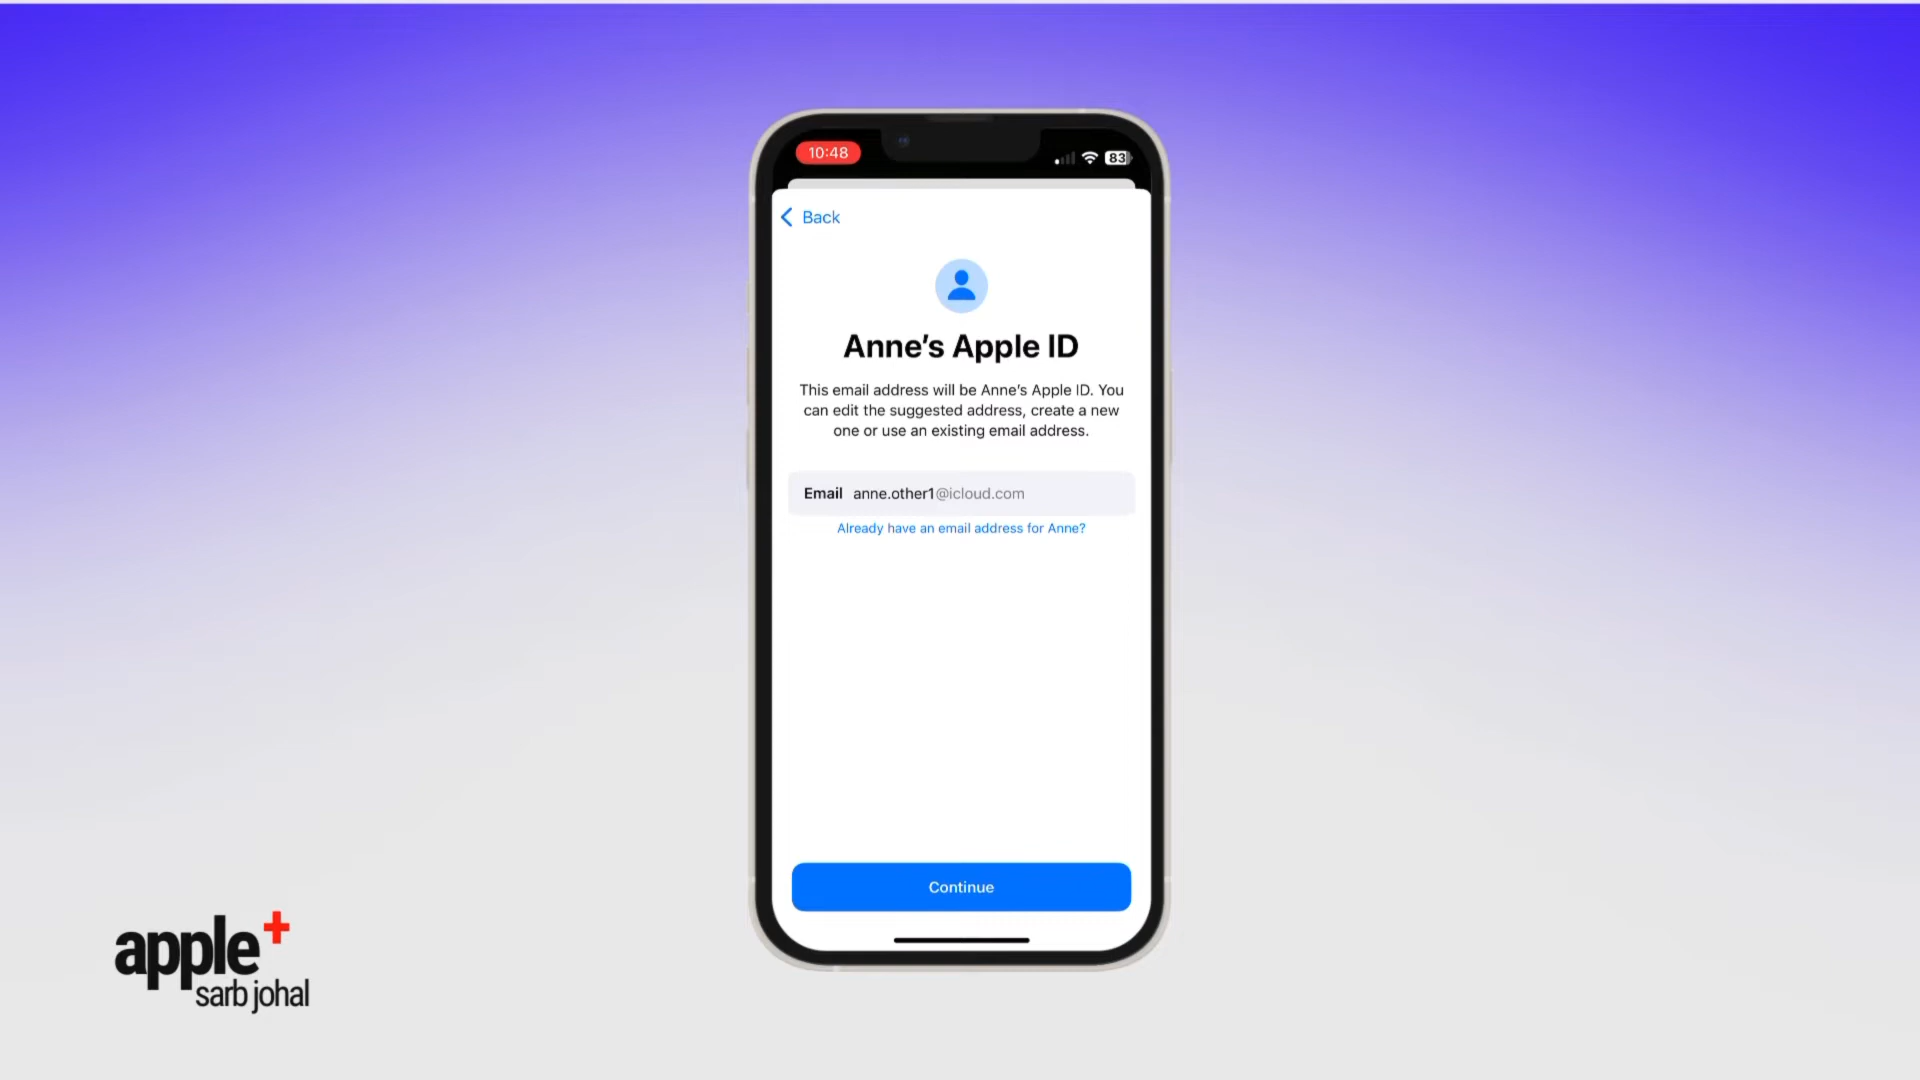 10:48
83
Back
Anne's Apple ID
This email address will be Anne's Apple ID. You
can edit the suggested address, create a new
one or use an existing email address.
Email anne.other1@icloud.com
Already have an email address for Anne?
Continue
apple+
sarb johal